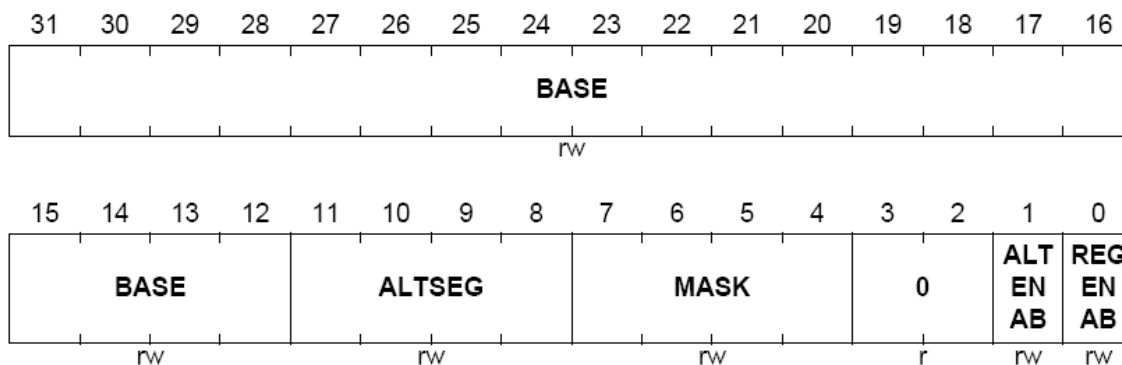 31 30 29 28 27 26 25 24 23 22 21 20 19 18 17 16
BASE
rw
15 14 13 12 11 10 9 8 7 6 5 4 3 2 1 0
BASE ALTSEG MASK 0 ALT EN AB REG EN AB
rw rw rw r rw rw